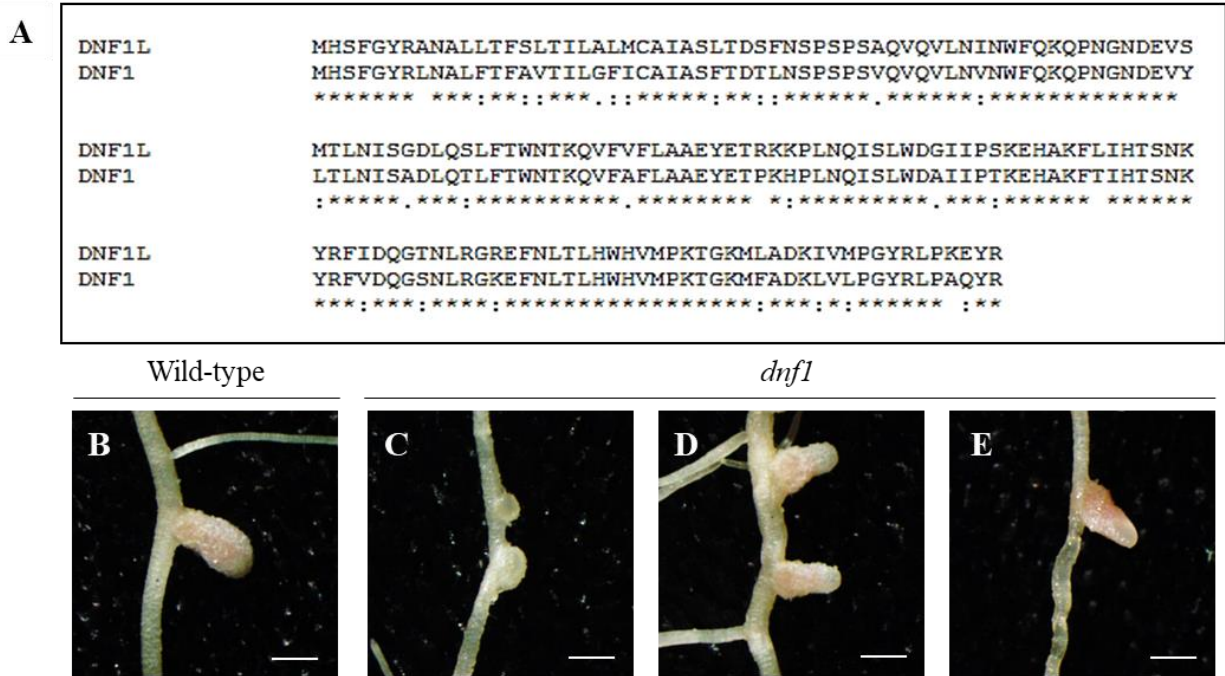 A
DNF1L MHSFGYRANALLTFSLTILALMCAIASLTDSFNSPSPSAQVQVLNINWFQKQPNGNDEVS
DNF1 MHSFGYRLNALFTFAVTILGFICAIASFTDTLNSPSPSVQVQVLNVNWFQKQPNGNDEVY
******* ***:**::***.::*****:**::******.******:*************
DNF1L MTLNISGDLQSLFTWNTKQVFVFLAAEYETRKKPLNQISLWDGIIPSKEHAKFLIHTSNK
DNF1 LTLNISADLQTLFTWNTKQVFAFLAAEYETPKHPLNQISLWDAIIPTKEHAKFTIHTSNK
:*****.***:**********.******** *:*********.***:****** ******
DNF1L YRFIDQGTNLRGREFNLTLHWHVMPKTGKMLADKIVMPGYRLPKEYR
DNF1 YRFVDQGSNLRGKEFNLTLHWHVMPKTGKMFADKLVLPGYRLPAQYR
***:***:****:*****************:***:*:****** :**
Wild-type dnf1
B C D E